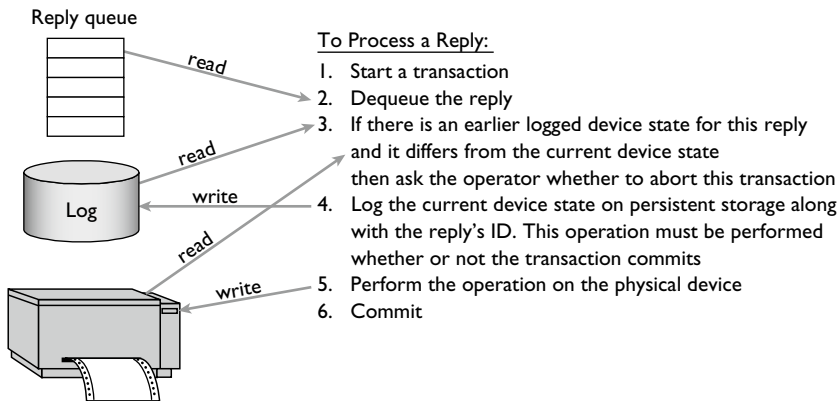 Reply queue
To Process a Reply:
read
1. Start a transaction
2. Dequeue the reply
3. If there is an earlier logged device state for this reply
and it differs from the current device state
then ask the operator whether to abort this transaction
read
Log
write
4. Log the current device state on persistent storage along
with the reply's ID. This operation must be performed
whether or not the transaction commits
read
write
5. Perform the operation on the physical device
6. Commit